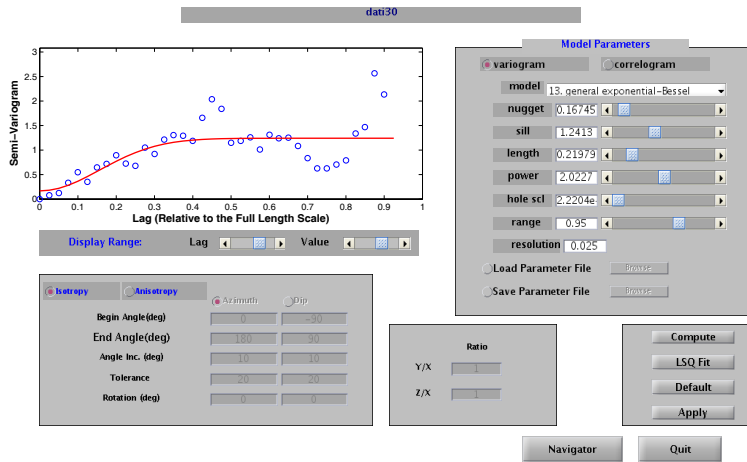 dati30
3
2.5
2
1.5
1
0.5
0
Semi-Variogram
0 0.1 0.2 0.3 0.4 0.5 0.6 0.7 0.8 0.9 1
Lag (Relative to the Full Length Scale)
Display Range: Lag Value
Model Parameters
variogram correlogram
model 13. general exponential-Bessel
nugget 0.16745
sill 1.2413
length 0.21979
power 2.0227
hole scl 2.2204e-
range 0.95
resolution 0.025
Load Parameter File Browse
Save Parameter File Browse
Isotropy Anisotropy
Azimuth Dip
Begin Angle(deg) 0 -90
End Angle(deg) 180 90
Angle Inc. (deg) 10 10
Tolerance 20 20
Rotation (deg) 0 0
Ratio
Y/X 1
Z/X 1
Compute
LSQ Fit
Default
Apply
Navigator Quit